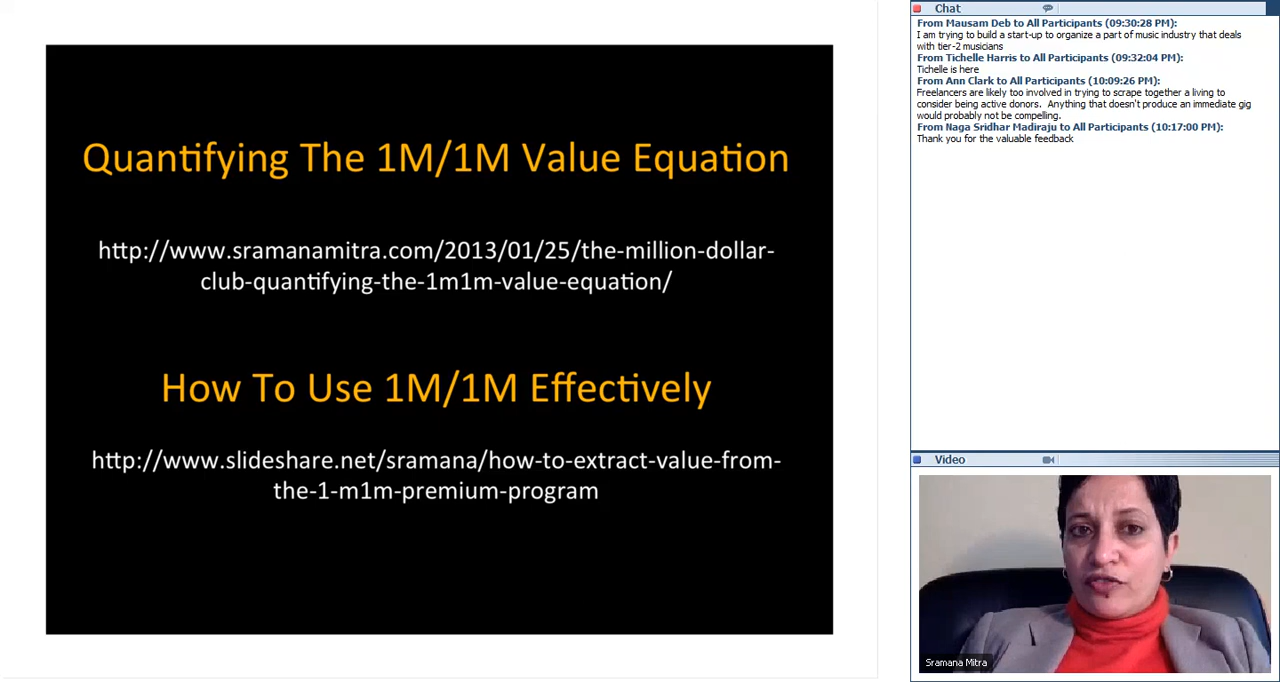 Quantifying The 1M/1M Value Equation
http://www.sramanamitra.com/2013/01/25/the-million-dollar-
club-quantifying-the-1m1m-value-equation/
How To Use 1M/1M Effectively
http://www.slideshare.net/sramana/how-to-extract-value-from-
the-1-m1m-premium-program
Chat
From Mausam Deb to All Participants (09:30:28 PM):
I am trying to build a start-up to organize a part of music industry that deals
with tier-2 musicians
From Tichelle Harris to All Participants (09:32:04 PM):
Tichelle is here
From Ann Clark to All Participants (10:09:26 PM):
Freelancers are likely too involved in trying to scrape together a living to
consider being active donors.  Anything that doesn't produce an immediate gig
would probably not be compelling.
From Naga Sridhar Madiraju to All Participants (10:17:00 PM):
Thank you for the valuable feedback
Video
Sramana Mitra